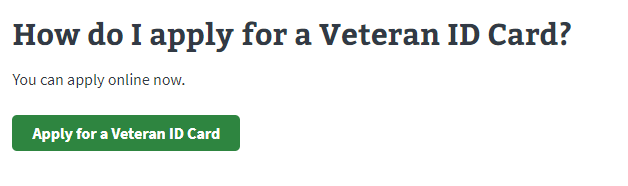 How do I apply for a Veteran ID Card?
You can apply online now.
Apply for a Veteran ID Card